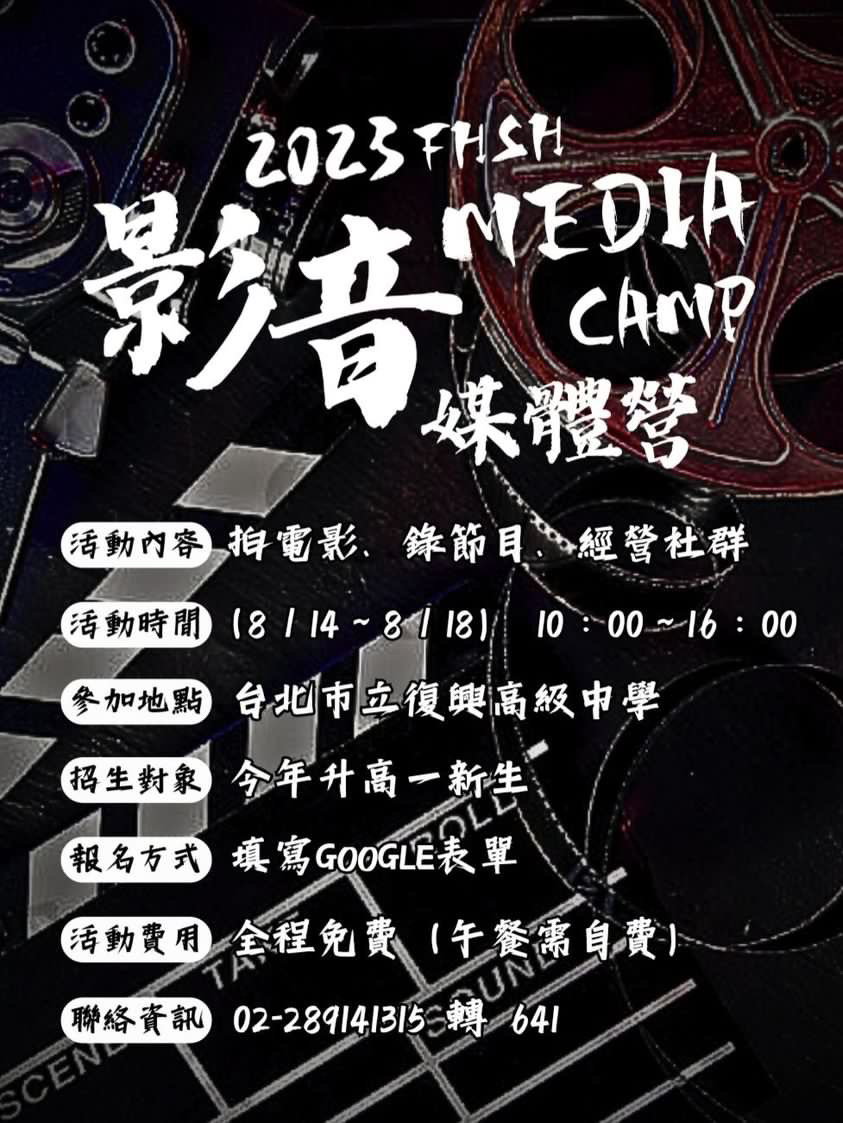 2023 FHSH
影音
MEDIA
CAMP
媒體營
活動內容 拍電影、錄節目、經營社群
活動時間 (8/14~8/18) 10:00~16:00
參加地點 台北市立復興高級中學
招生對象 今年升高一新生
報名方式 填寫GOOGLE表單
活動費用 全程免費（午餐需自費）
聯絡資訊 02-289141315 轉 641
ROLL
SCENE